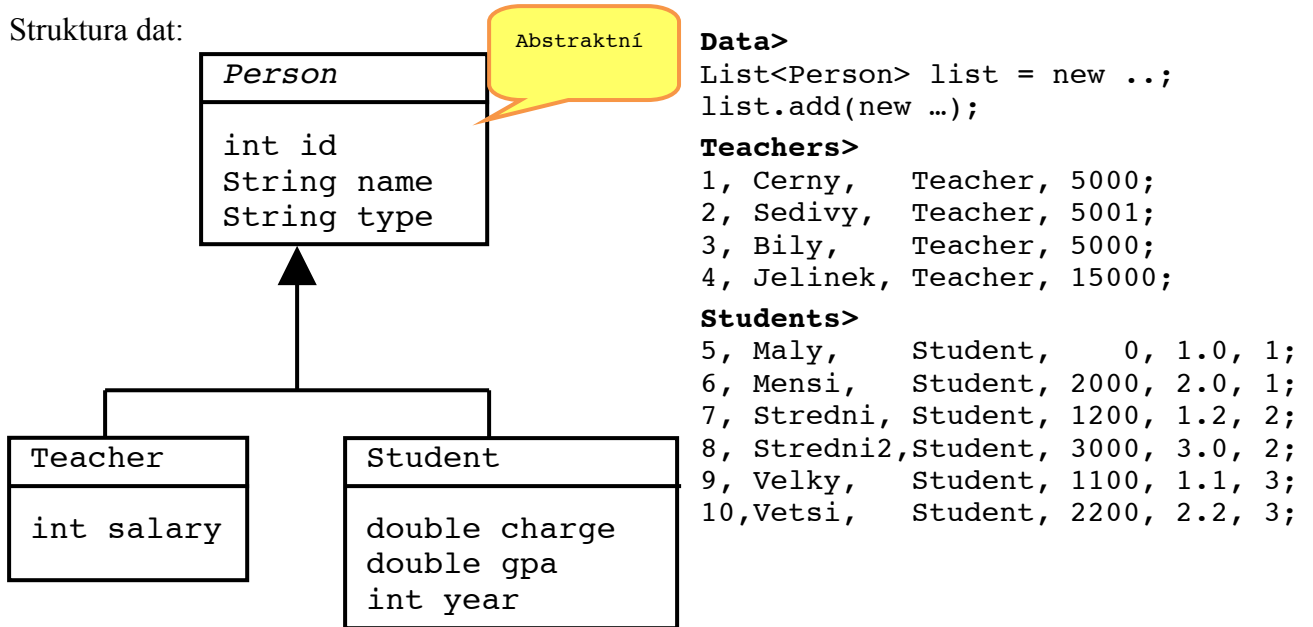 Struktura dat:
Abstraktní
Person
int id
String name
String type
Teacher
int salary
Student
double charge
double gpa
int year
Data>
List<Person> list = new ..;
list.add(new …);
Teachers>
1, Cerny,   Teacher, 5000;
2, Sedivy,  Teacher, 5001;
3, Bily,    Teacher, 5000;
4, Jelinek, Teacher, 15000;
Students>
5, Maly,    Student,    0, 1.0, 1;
6, Mensi,   Student, 2000, 2.0, 1;
7, Stredni, Student, 1200, 1.2, 2;
8, Stredni2,Student, 3000, 3.0, 2;
9, Velky,   Student, 1100, 1.1, 3;
10,Vetsi,   Student, 2200, 2.2, 3;